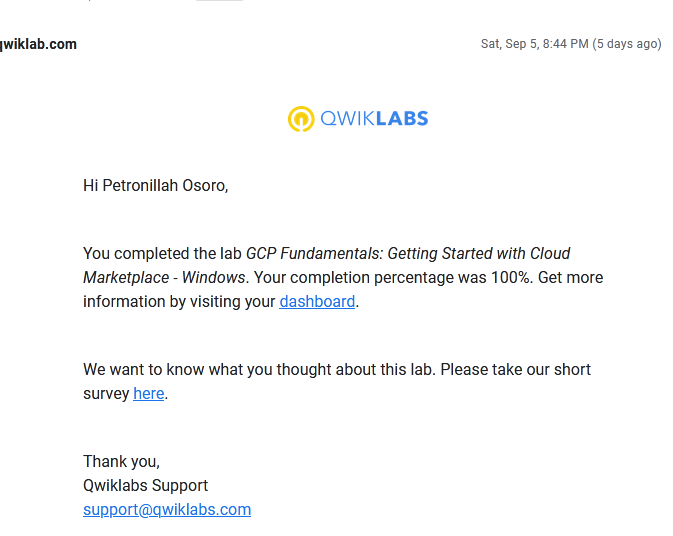 qwiklab.com
Sat, Sep 5, 8:44 PM (5 days ago)
QWIKLABS
Hi Petronillah Osoro,
You completed the lab GCP Fundamentals: Getting Started with Cloud
Marketplace - Windows. Your completion percentage was 100%. Get more
information by visiting your dashboard.
We want to know what you thought about this lab. Please take our short
survey here.
Thank you,
Qwiklabs Support
support@qwiklabs.com